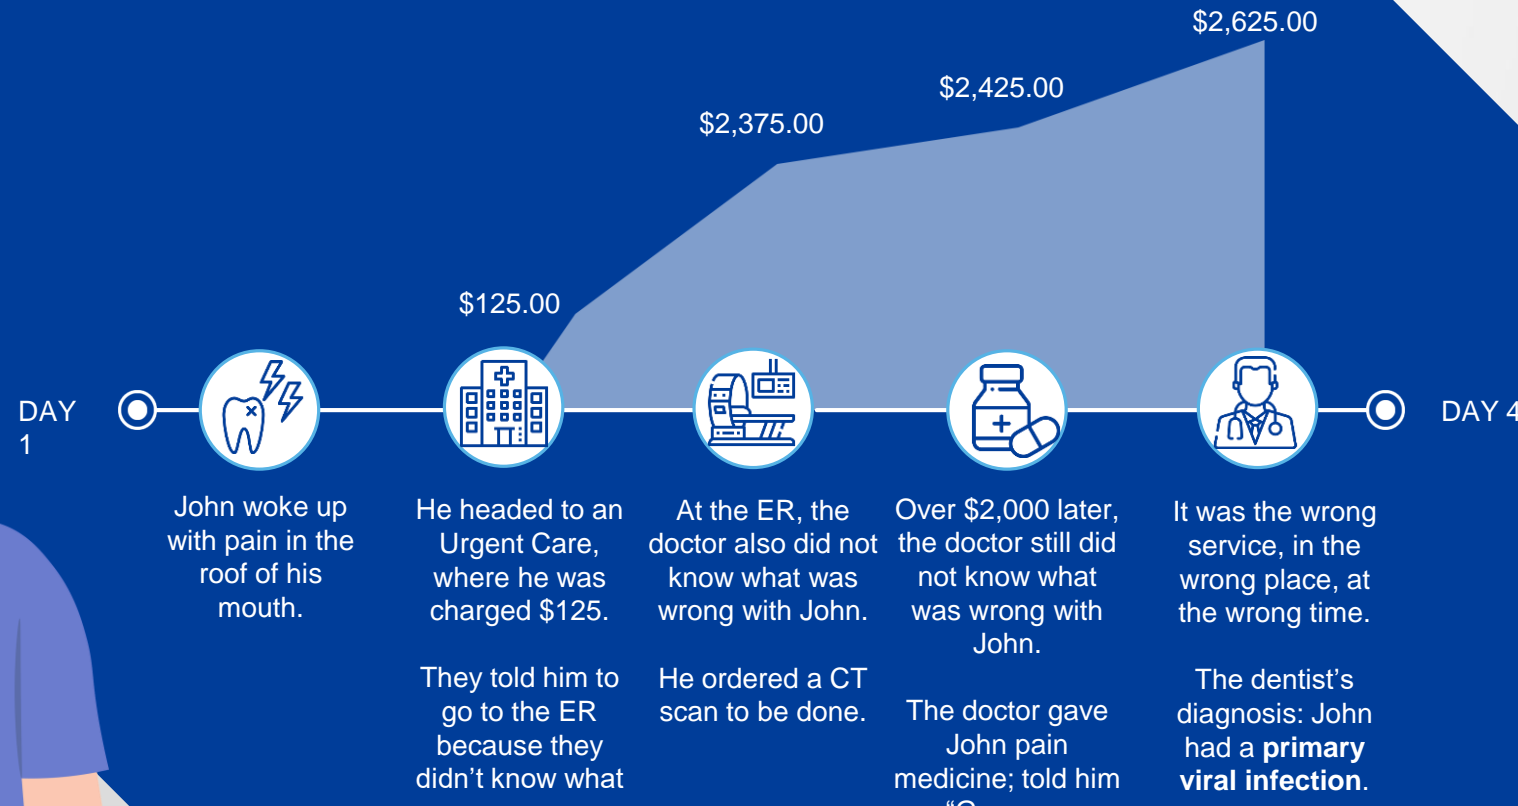 $2,625.00
$2,425.00
$2,375.00
$125.00
DAY
1
DAY 4
John woke up
with pain in the
roof of his
mouth.
He headed to an
Urgent Care,
where he was
charged $125.
They told him to
go to the ER
because they
didn’t know what
At the ER, the
doctor also did not
know what was
wrong with John.
He ordered a CT
scan to be done.
Over $2,000 later,
the doctor still did
not know what
was wrong with
John.
The doctor gave
John pain
medicine; told him
It was the wrong
service, in the
wrong place, at
the wrong time.
The dentist’s
diagnosis: John
had a primary
viral infection.